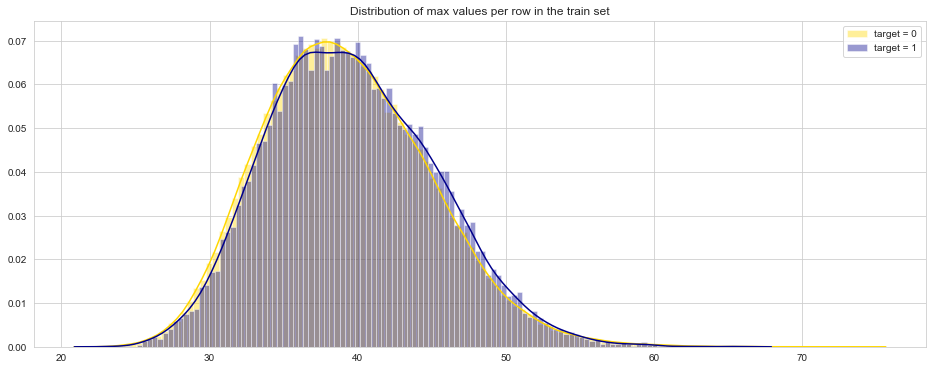 Distribution of max values per row in the train set
target = 0
target = 1
0.07
0.06
0.05
0.04
0.03
0.02
0.01
0.00
20 30 40 50 60 70